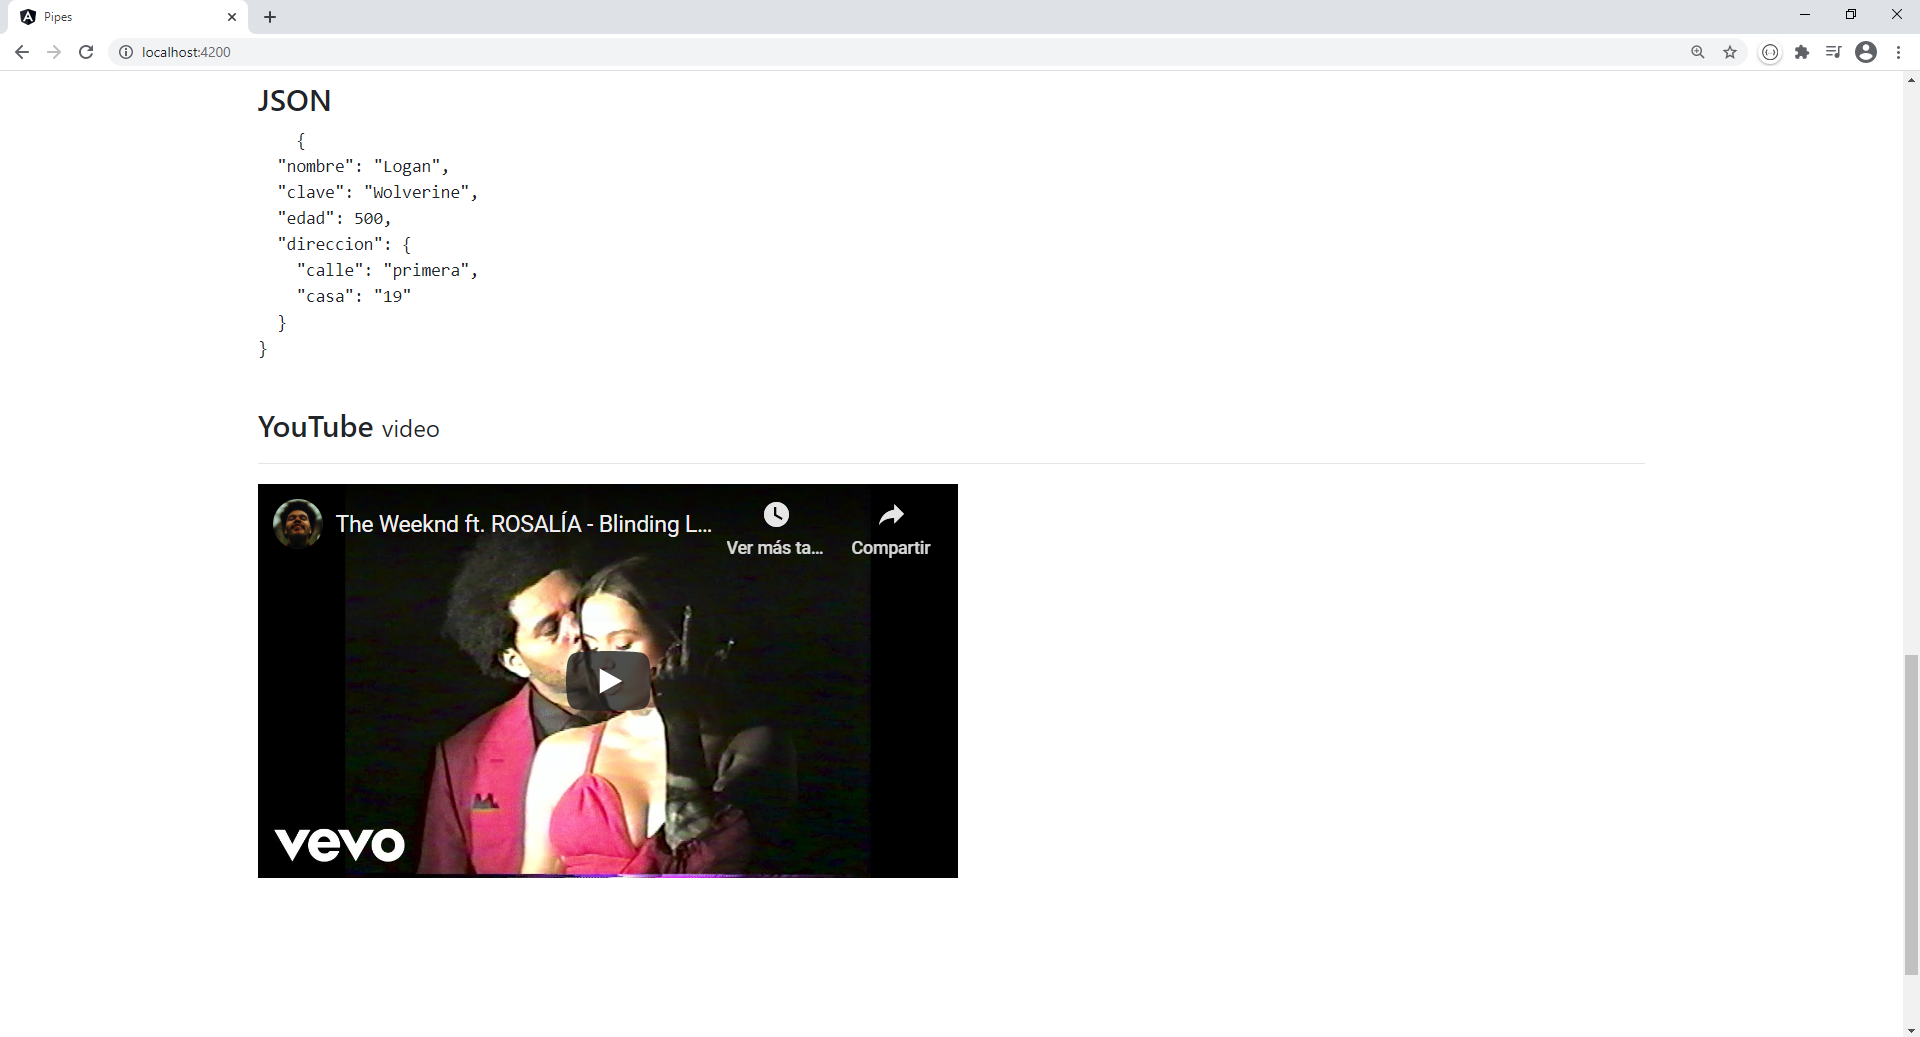 Pipes
localhost:4200
JSON
{
"nombre": "Logan",
"clave": "Wolverine",
"edad": 500,
"direccion": {
"calle": "primera",
"casa": "19"
}
}
YouTube video
The Weeknd ft. ROSALÍA - Blinding L...
Ver más ta...
Compartir
vevo